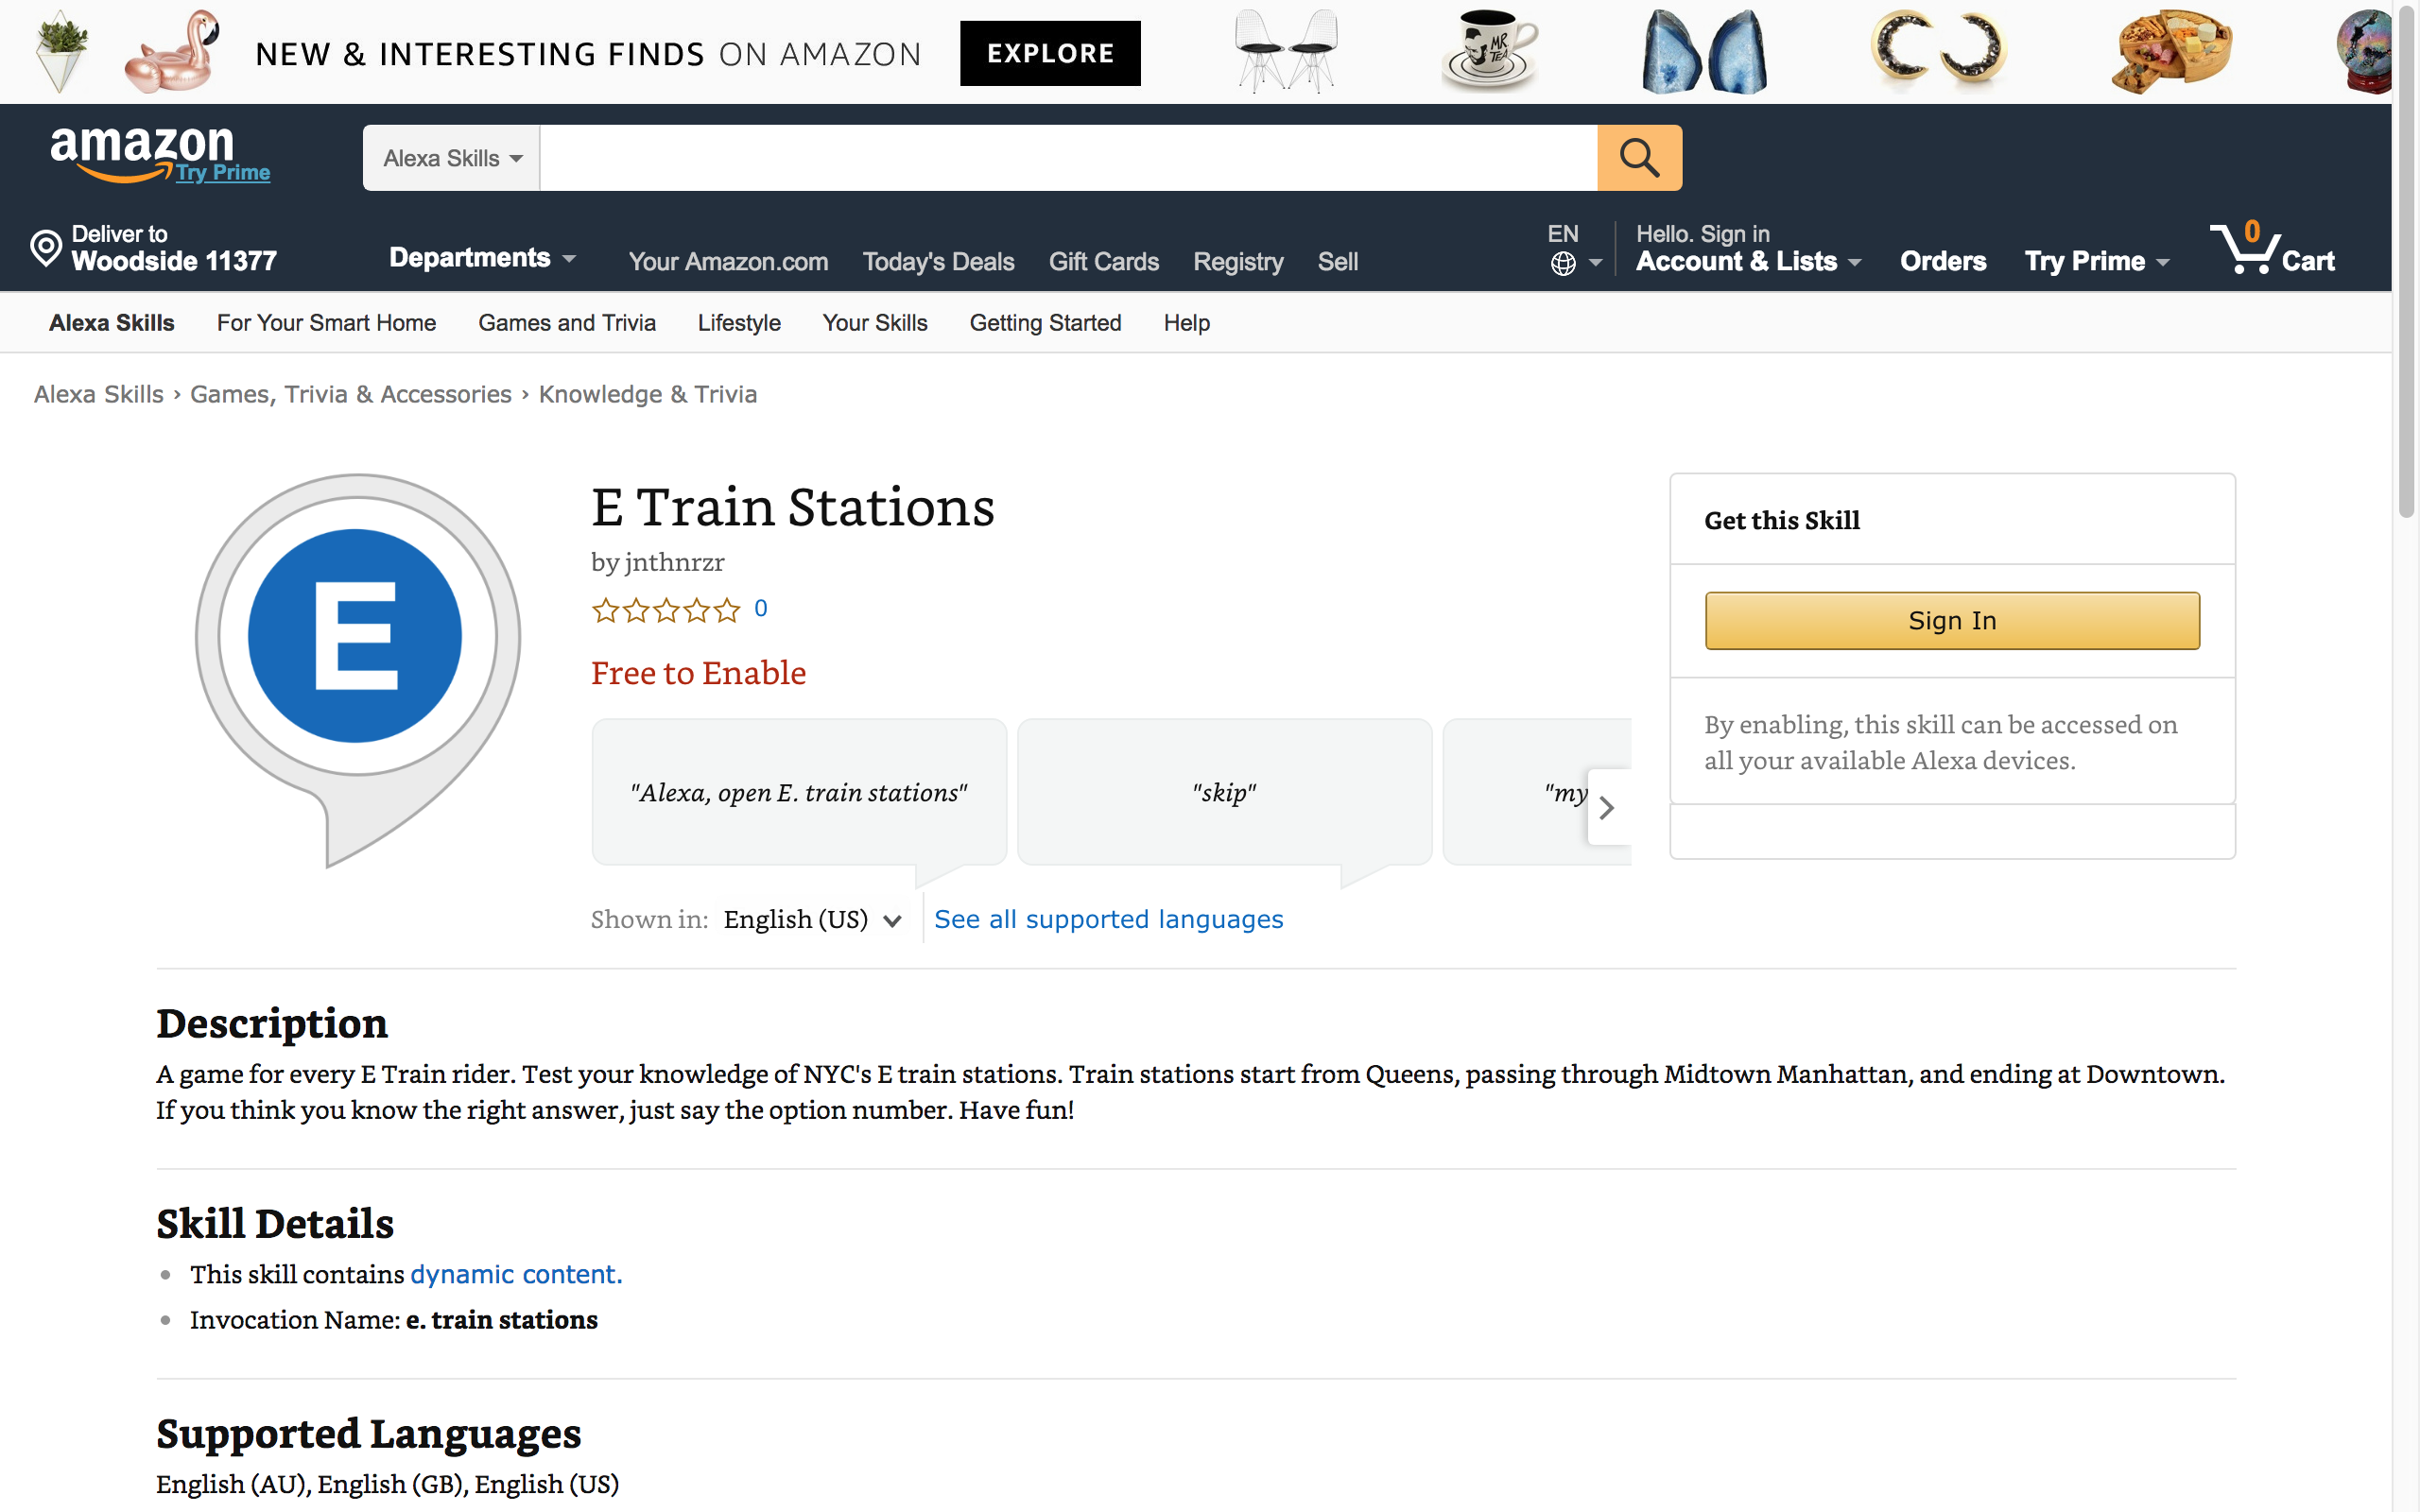 NEW & INTERESTING FINDS ON AMAZON EXPLORE
MR. TEA
amazon
Try Prime
Alexa Skills
Deliver to
Woodside 11377
Departments
Your Amazon.com Today's Deals Gift Cards Registry Sell
EN
Hello. Sign in
Account & Lists
Orders
Try Prime
0
Cart
Alexa Skills For Your Smart Home Games and Trivia Lifestyle Your Skills Getting Started Help
Alexa Skills › Games, Trivia & Accessories › Knowledge & Trivia
E
E Train Stations
by jnthnrzr
0
Free to Enable
"Alexa, open E. train stations"
"skip"
"my
Shown in: English (US) See all supported languages
Get this Skill
Sign In
By enabling, this skill can be accessed on
all your available Alexa devices.
Description
A game for every E Train rider. Test your knowledge of NYC's E train stations. Train stations start from Queens, passing through Midtown Manhattan, and ending at Downtown.
If you think you know the right answer, just say the option number. Have fun!
Skill Details
This skill contains dynamic content.
Invocation Name: e. train stations
Supported Languages
English (AU), English (GB), English (US)